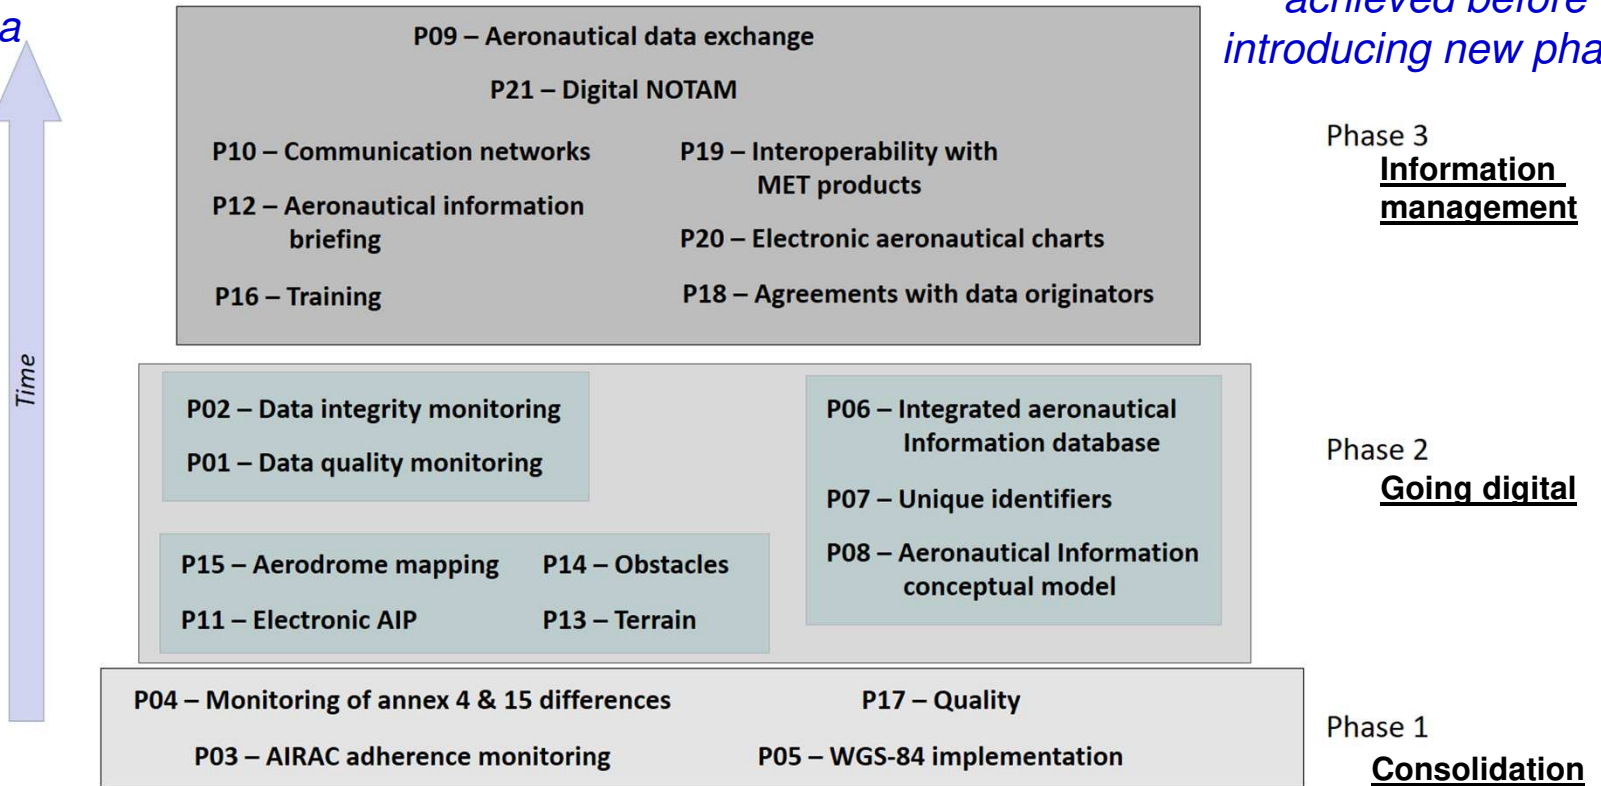 a
achieved before
introducing new pha
P09 – Aeronautical data exchange
P21 – Digital NOTAM
P10 – Communication networks
P12 – Aeronautical information
briefing
P16 – Training
P19 – Interoperability with
MET products
P20 – Electronic aeronautical charts
P18 – Agreements with data originators
Phase 3
Information
management
Time
P02 – Data integrity monitoring
P01 – Data quality monitoring
P06 – Integrated aeronautical
Information database
P07 – Unique identifiers
P08 – Aeronautical Information
conceptual model
P15 – Aerodrome mapping
P14 – Obstacles
P11 – Electronic AIP
P13 – Terrain
Phase 2
Going digital
P04 – Monitoring of annex 4 & 15 differences
P17 – Quality
P03 – AIRAC adherence monitoring
P05 – WGS-84 implementation
Phase 1
Consolidation